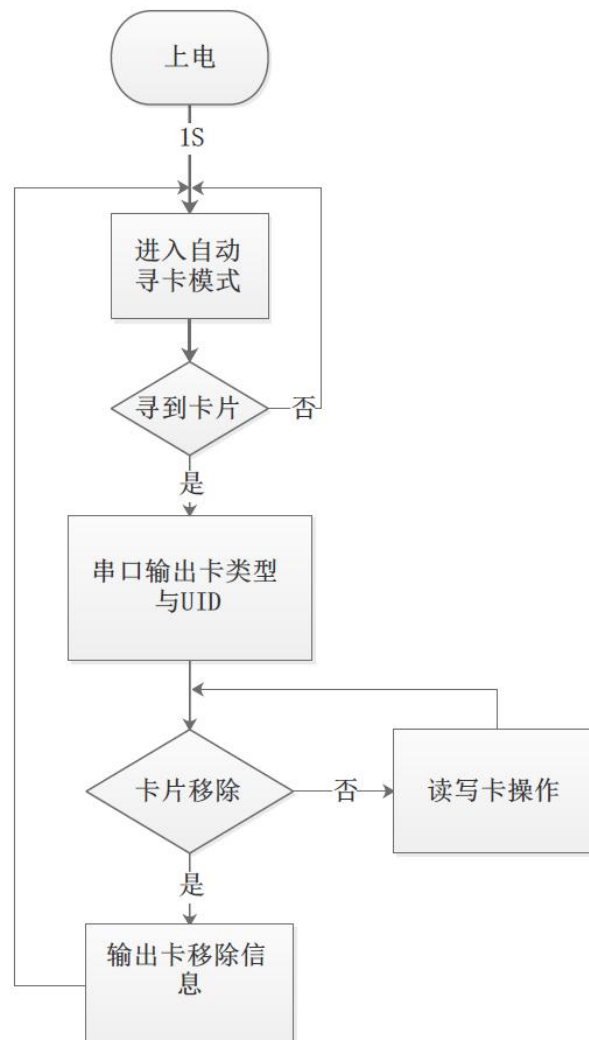 上电
1S
进入自动
寻卡模式
寻到卡片
否
是
串口输出卡类型
与UID
卡片移除
否
读写卡操作
是
输出卡移除信
息